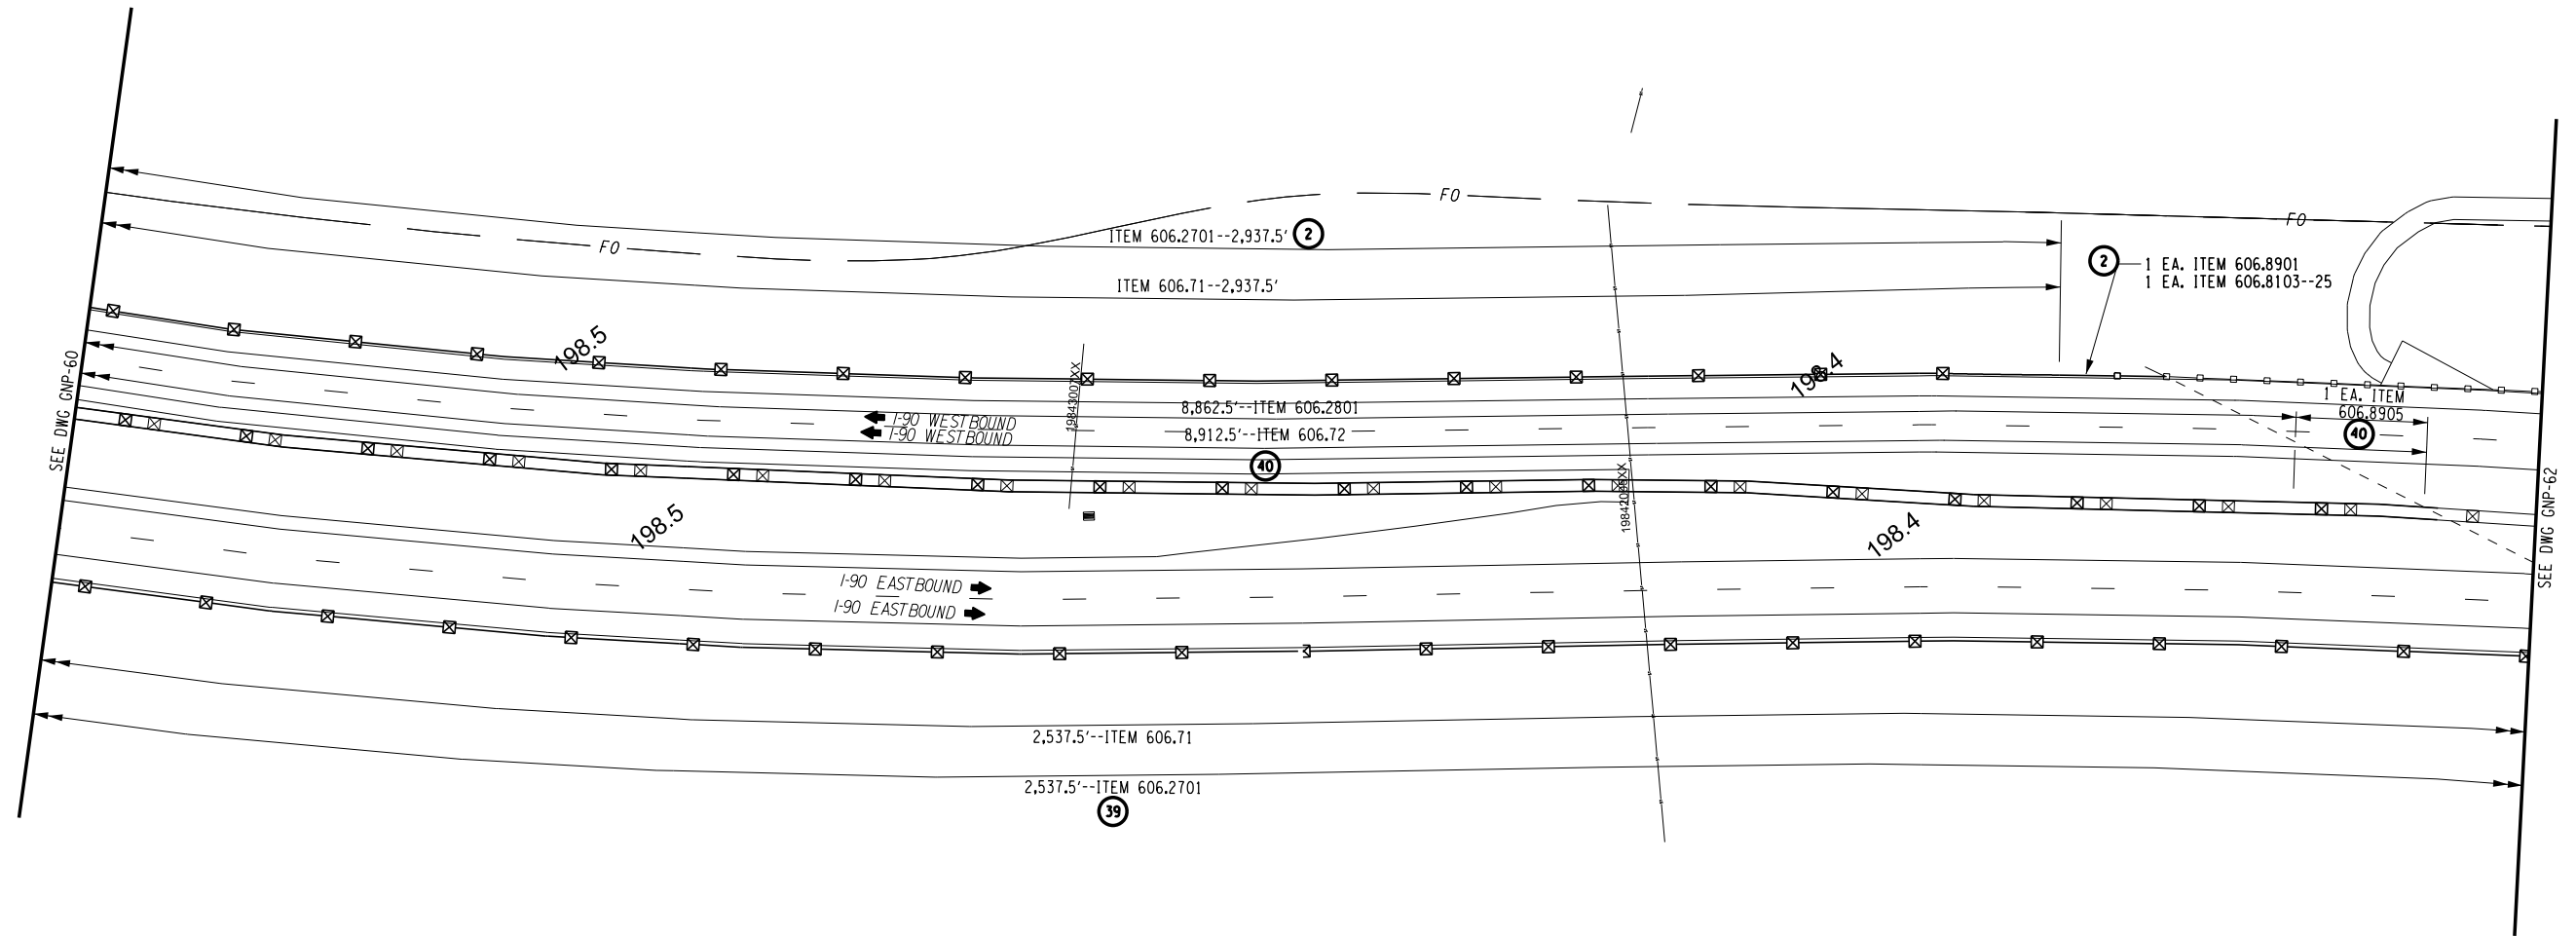 FO
FO
FO
ITEM 606.2701--2,937.5'
2
ITEM 606.71--2,937.5'
2
1 EA. ITEM 606.8901
1 EA. ITEM 606.8103--25
198.5
198.4
SEE DWG GNP-60
1 EA. ITEM
606.8905
40
8,862.5'--ITEM 606.2801
I-90 WESTBOUND
I-90 WESTBOUND
8,912.5'--ITEM 606.72
40
198.5
198.4
SEE DWG GNP-62
I-90 EASTBOUND
I-90 EASTBOUND
2,537.5'--ITEM 606.71
2,537.5'--ITEM 606.2701
39